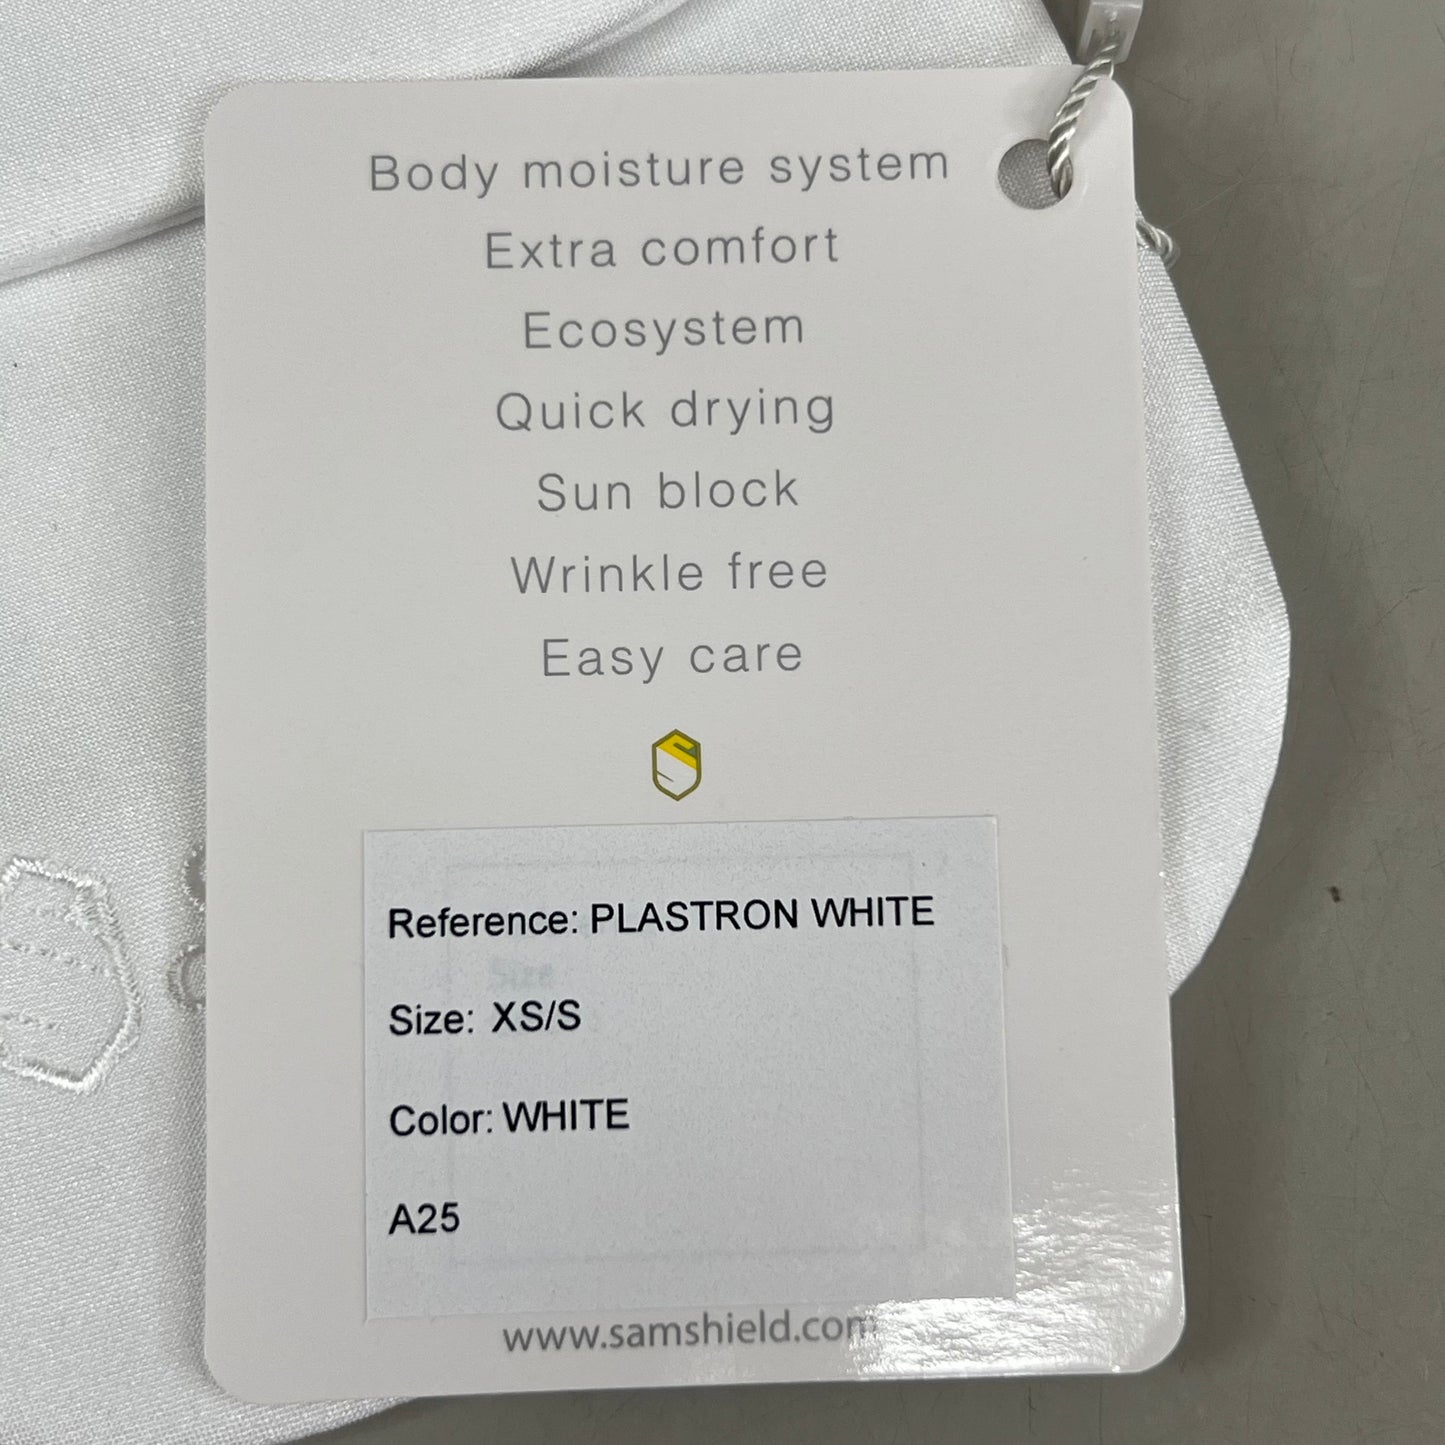 Body moisture system
Extra comfort
Ecosystem
Quick drying
Sun block
Wrinkle free
Easy care
Reference: PLASTRON WHITE
Size
Size: XS/S
Color: WHITE
A25
www.samshield.com